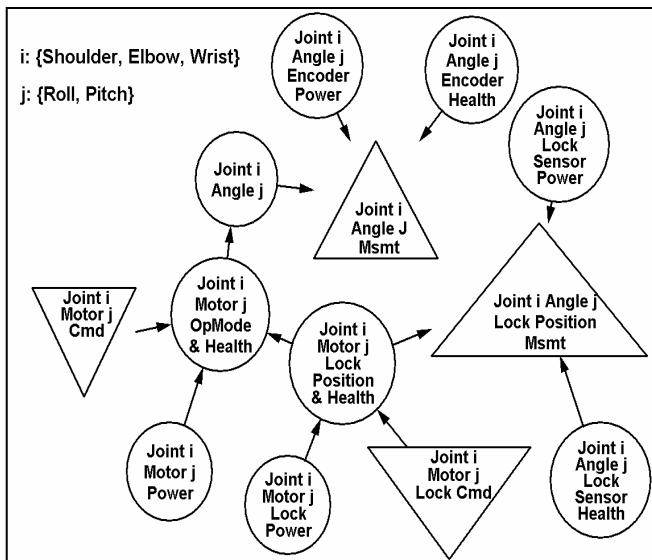 i: {Shoulder, Elbow, Wrist}
j: {Roll, Pitch}
Joint i
Angle j
Encoder
Power
Joint i
Angle j
Encoder
Health
Joint i
Angle j
Lock
Sensor
Power
Joint i
Angle j
Joint i
Angle J
Msmt
Joint i
Motor j
Cmd
Joint i
Motor j
OpMode
& Health
Joint i
Motor j
Lock
Position
& Health
Joint i Angle j
Lock Position
Msmt
Joint i
Motor j
Power
Joint i
Motor j
Lock
Power
Joint i
Motor j
Lock Cmd
Joint i
Angle j
Lock
Sensor
Health